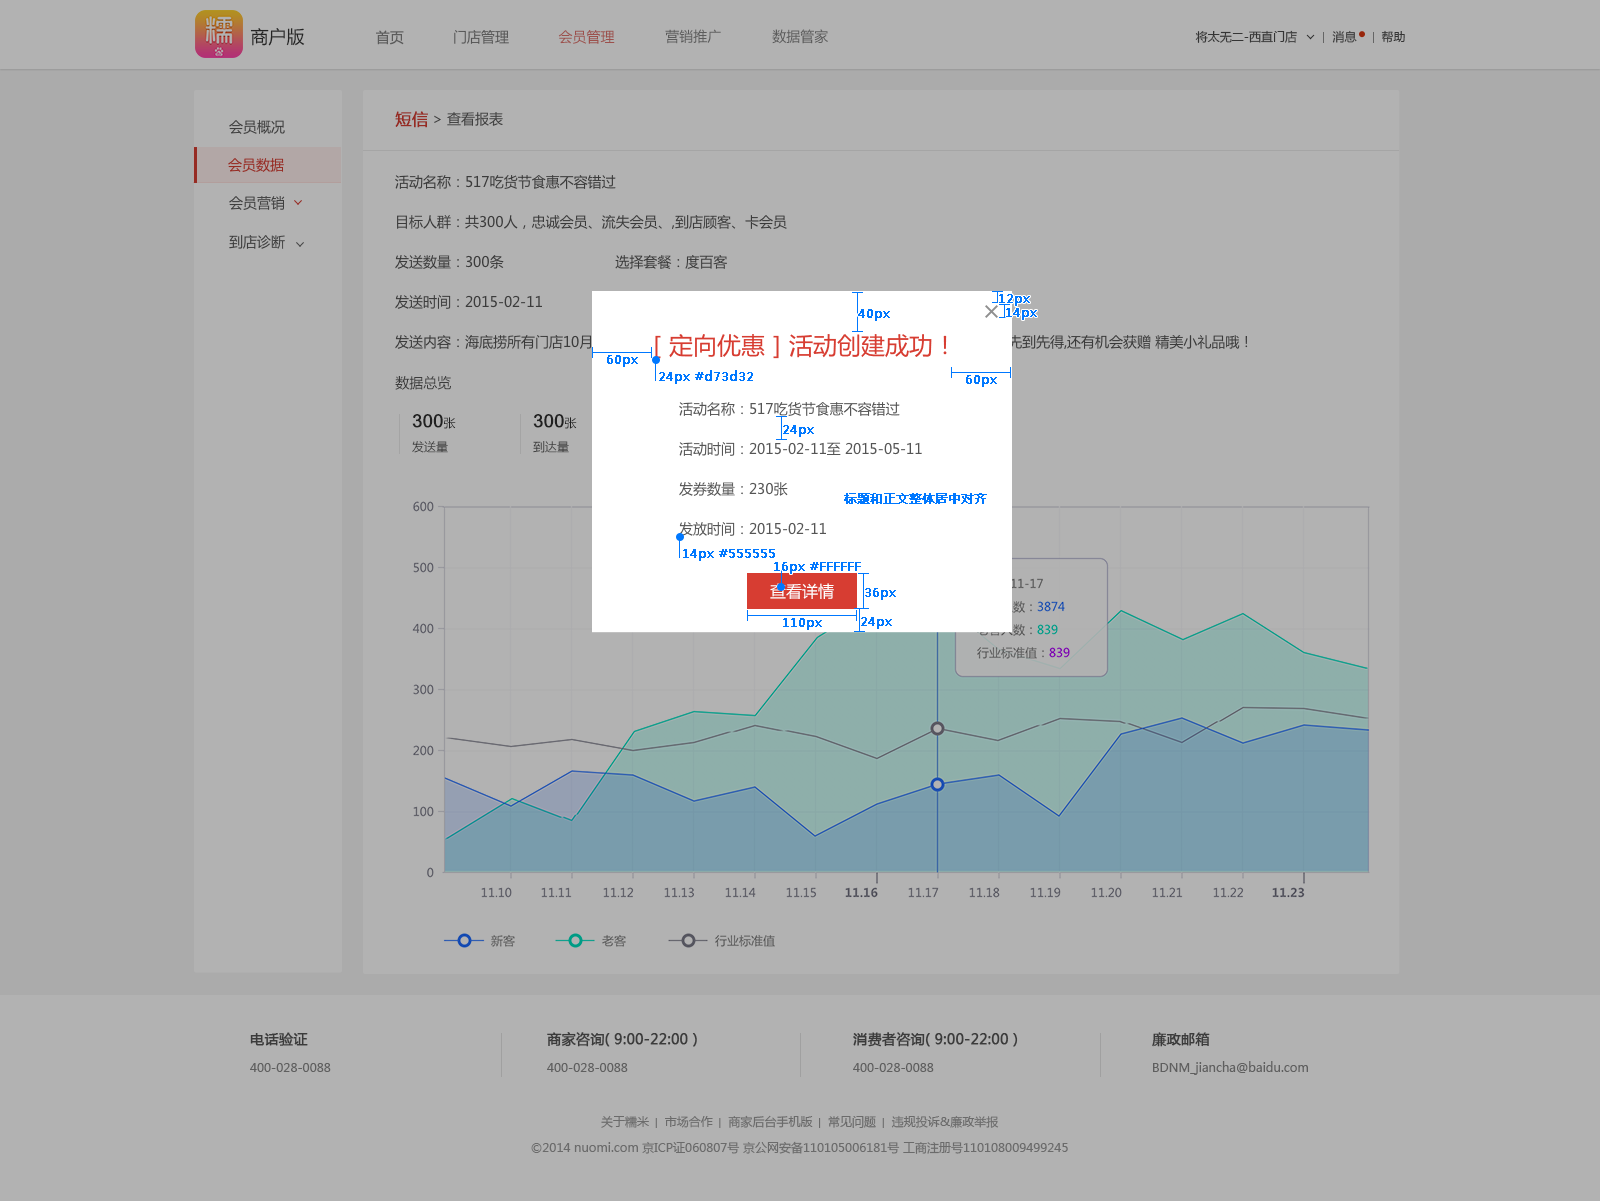 糯 商户版 首页 门店管理 会员管理 营销推广 数据管家 将太无二-西直门店 | 消息 | 帮助
会员概况
会员数据
会员营销
到店诊断
短信 > 查看报表
活动名称：517吃货节食惠不容错过
目标人群：共300人，忠诚会员、流失会员、,到店顾客、卡会员
发送数量：300条 选择套餐：度百客
发送时间：2015-02-11
发送内容：海底捞所有门店10月
先到先得,还有机会获赠 精美小礼品哦！
数据总览
300张
发送量
300张
到达量
12px
14px
40px
[ 定向优惠 ] 活动创建成功！
60px
60px
24px #d73d32
活动名称：517吃货节食惠不容错过
24px
活动时间：2015-02-11至 2015-05-11
发券数量：230张
标题和正文整体居中对齐
发放时间：2015-02-11
14px #555555
16px #FFFFFF
查看详情
36px
110px
24px
11-17
数：3874
老客人数：839
行业标准值：839
600
500
400
300
200
100
0
11.10 11.11 11.12 11.13 11.14 11.15 11.16 11.17 11.18 11.19 11.20 11.21 11.22 11.23
新客 老客 行业标准值
电话验证
400-028-0088
商家咨询( 9:00-22:00 )
400-028-0088
消费者咨询( 9:00-22:00 )
400-028-0088
廉政邮箱
BDNM_jiancha@baidu.com
关于糯米 | 市场合作 | 商家后台手机版 | 常见问题 | 违规投诉&廉政举报
©2014 nuomi.com 京ICP证060807号 京公网安备110105006181号 工商注册号110108009499245